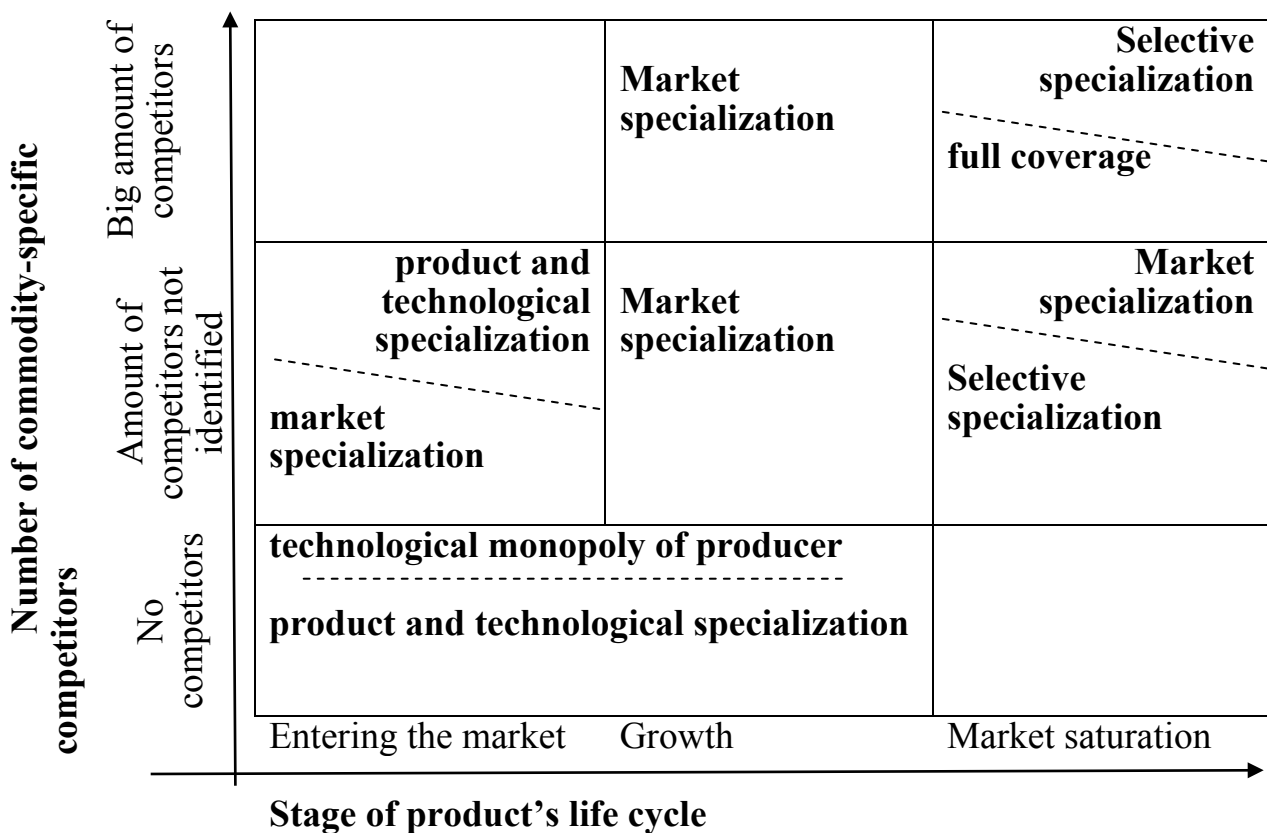 Number of commodity-specific
competitors
Big amount of
competitors
Market
specialization
Selective
specialization
full coverage
Amount of
competitors not
identified
product and
technological
specialization
market
specialization
Market
specialization
Market
specialization
Selective
specialization
No
competitors
technological monopoly of producer
product and technological specialization
Entering the market
Growth
Market saturation
Stage of product’s life cycle